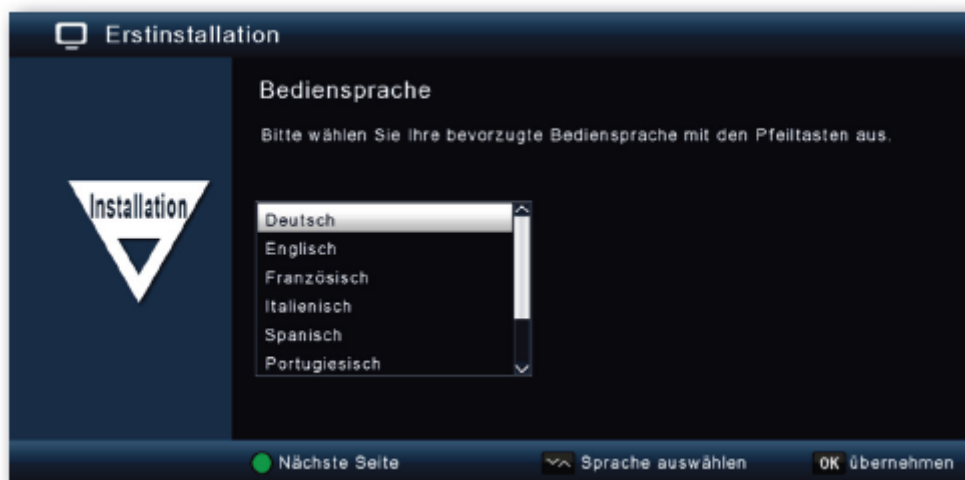 Erstinstallation
Bediensprache
Bitte wählen Sie Ihre bevorzugte Bediensprache mit den Pfeiltasten aus.
Installation
Deutsch
Englisch
Französisch
Italienisch
Spanisch
Portugiesisch
Nächste Seite
Sprache auswählen
OK übernehmen